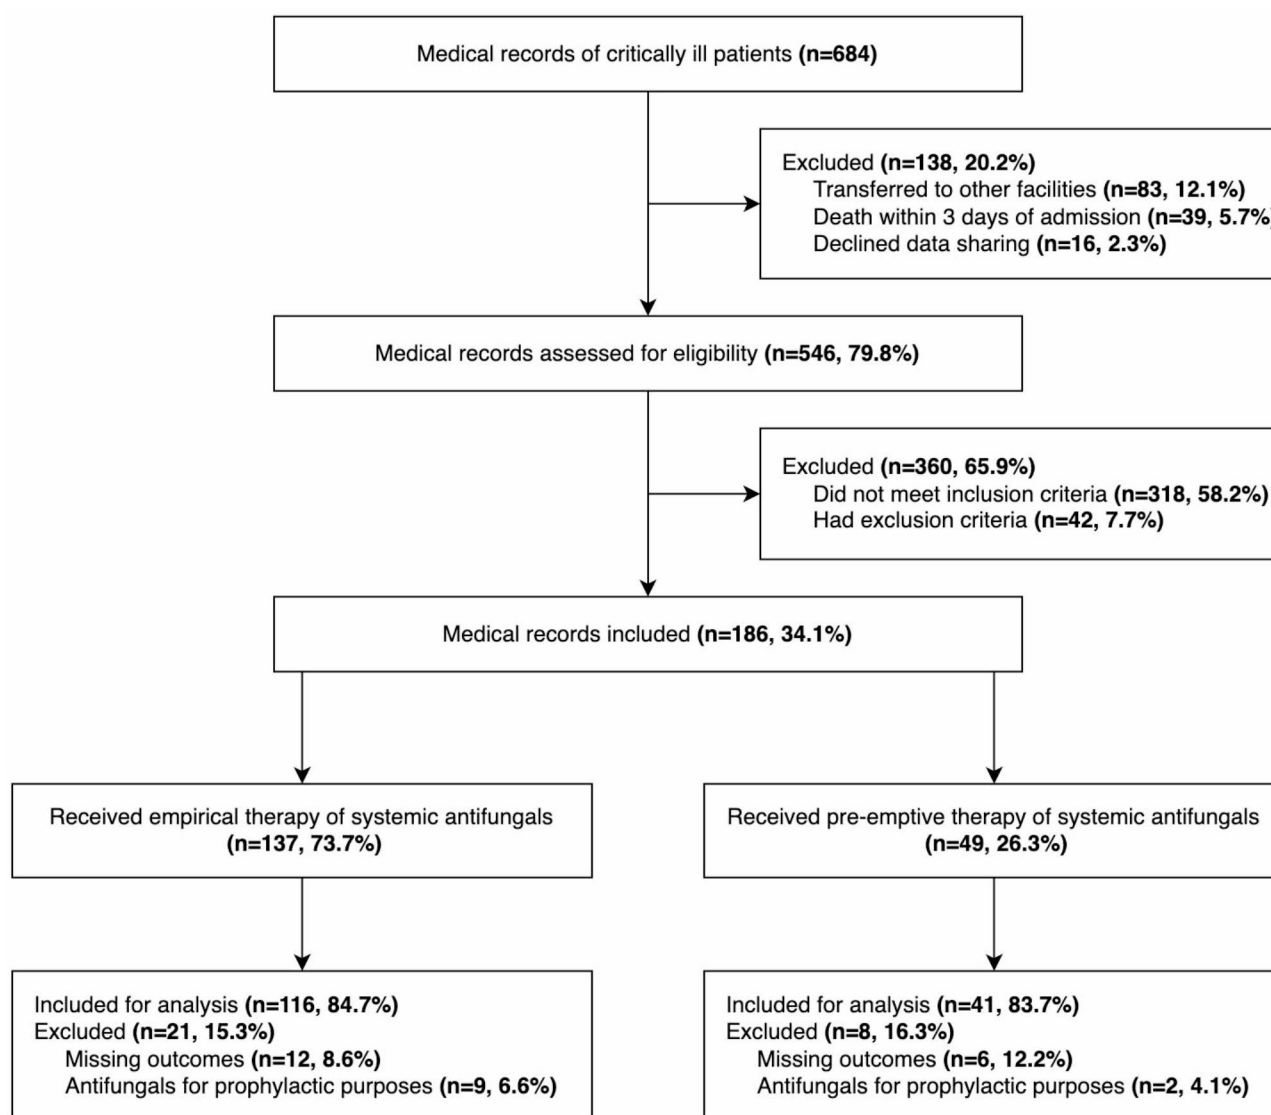 Medical records of critically ill patients (n=684)
Excluded (n=138, 20.2%)
Transferred to other facilities (n=83, 12.1%)
Death within 3 days of admission (n=39, 5.7%)
Declined data sharing (n=16, 2.3%)
Medical records assessed for eligibility (n=546, 79.8%)
Excluded (n=360, 65.9%)
Did not meet inclusion criteria (n=318, 58.2%)
Had exclusion criteria (n=42, 7.7%)
Medical records included (n=186, 34.1%)
Received empirical therapy of systemic antifungals
(n=137, 73.7%)
Received pre-emptive therapy of systemic antifungals
(n=49, 26.3%)
Included for analysis (n=116, 84.7%)
Excluded (n=21, 15.3%)
Missing outcomes (n=12, 8.6%)
Antifungals for prophylactic purposes (n=9, 6.6%)
Included for analysis (n=41, 83.7%)
Excluded (n=8, 16.3%)
Missing outcomes (n=6, 12.2%)
Antifungals for prophylactic purposes (n=2, 4.1%)